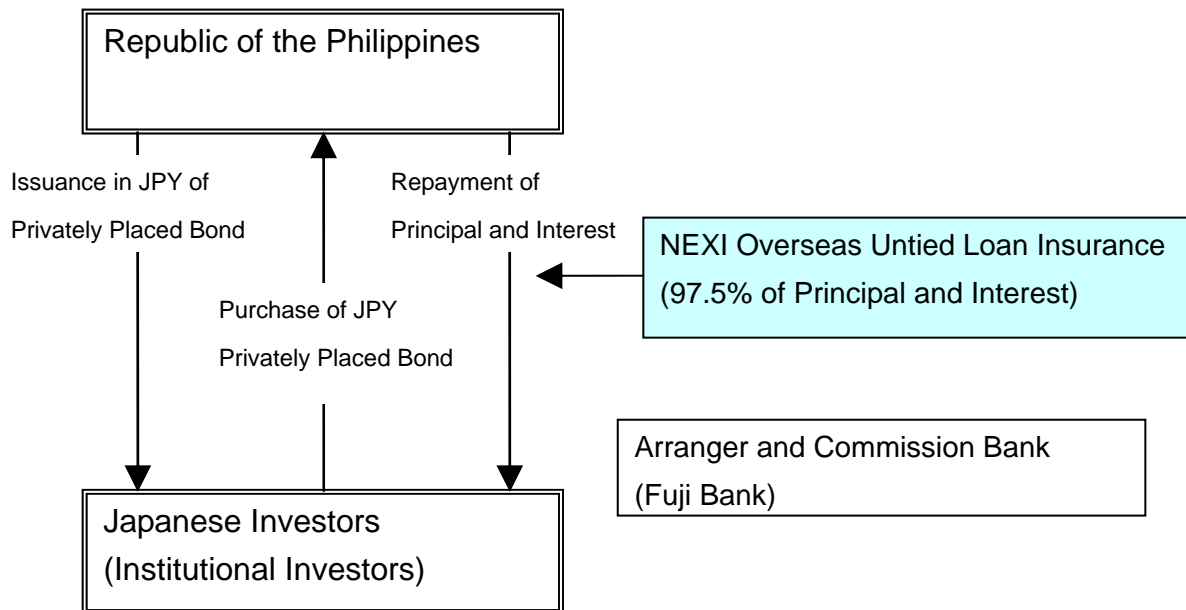 Republic of the Philippines
Issuance in JPY of
Privately Placed Bond
Repayment of
Principal and Interest
NEXI Overseas Untied Loan Insurance
(97.5% of Principal and Interest)
Purchase of JPY
Privately Placed Bond
Arranger and Commission Bank
(Fuji Bank)
Japanese Investors
(Institutional Investors)